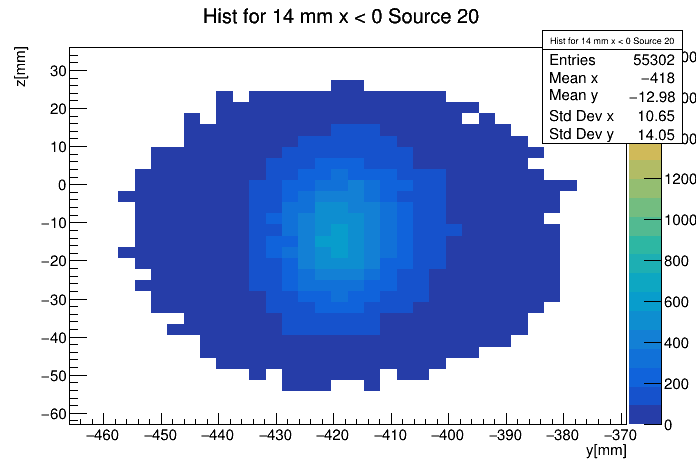 Hist for 14 mm x < 0 Source 20
z[mm]
Hist for 14 mm x < 0 Source 20
Entries 55302
Mean x −418
Mean y −12.98
Std Dev x 10.65
Std Dev y 14.05
30
20
10
0
−10
−20
−30
−40
−50
−60
−460 −450 −440 −430 −420 −410 −400 −390 −380 −370
y[mm]
1200
1000
800
600
400
200
0